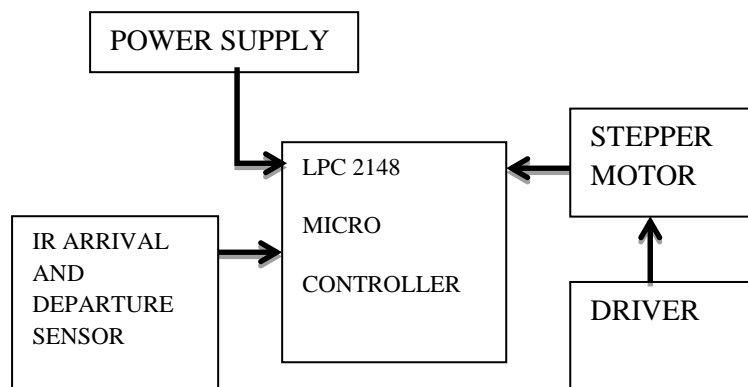 POWER SUPPLY
STEPPER
MOTOR
LPC 2148
MICRO
CONTROLLER
IR ARRIVAL
AND
DEPARTURE
SENSOR
DRIVER